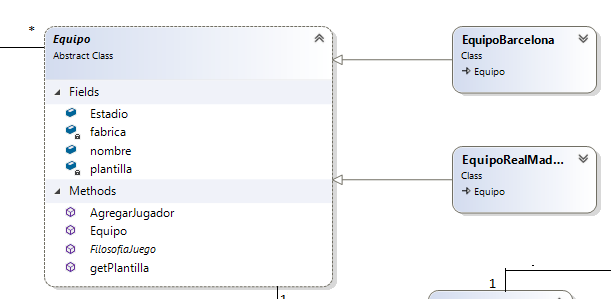 *
Equipo
Abstract Class
Fields
Estadio
fabrica
nombre
plantilla
Methods
AgregarJugador
Equipo
FilosofiaJuego
getPlantilla
EquipoBarcelona
Class
Equipo
EquipoRealMad...
Class
Equipo
1
1